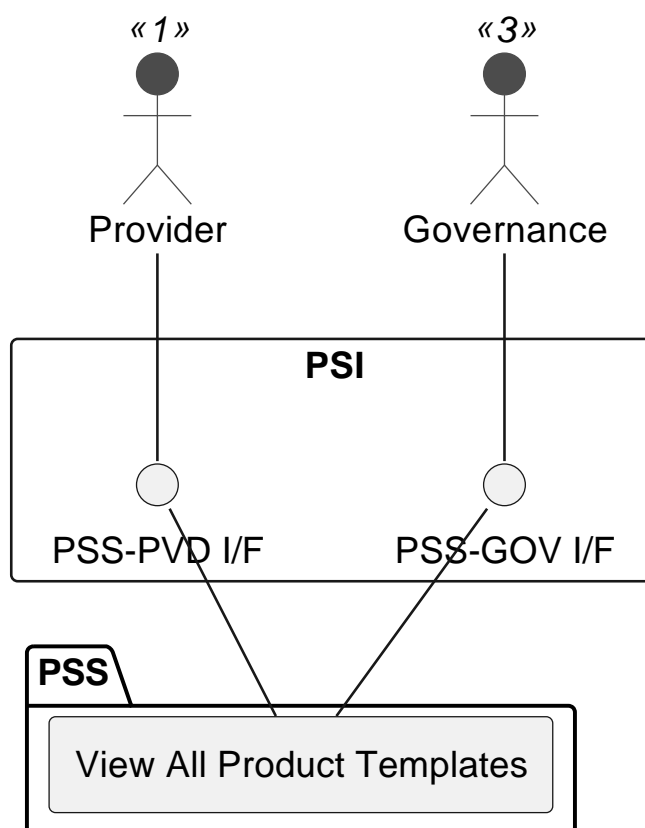 «1» «3»
Provider Governance
PSI
PSS-PVD I/F PSS-GOV I/F
PSS
View All Product Templates